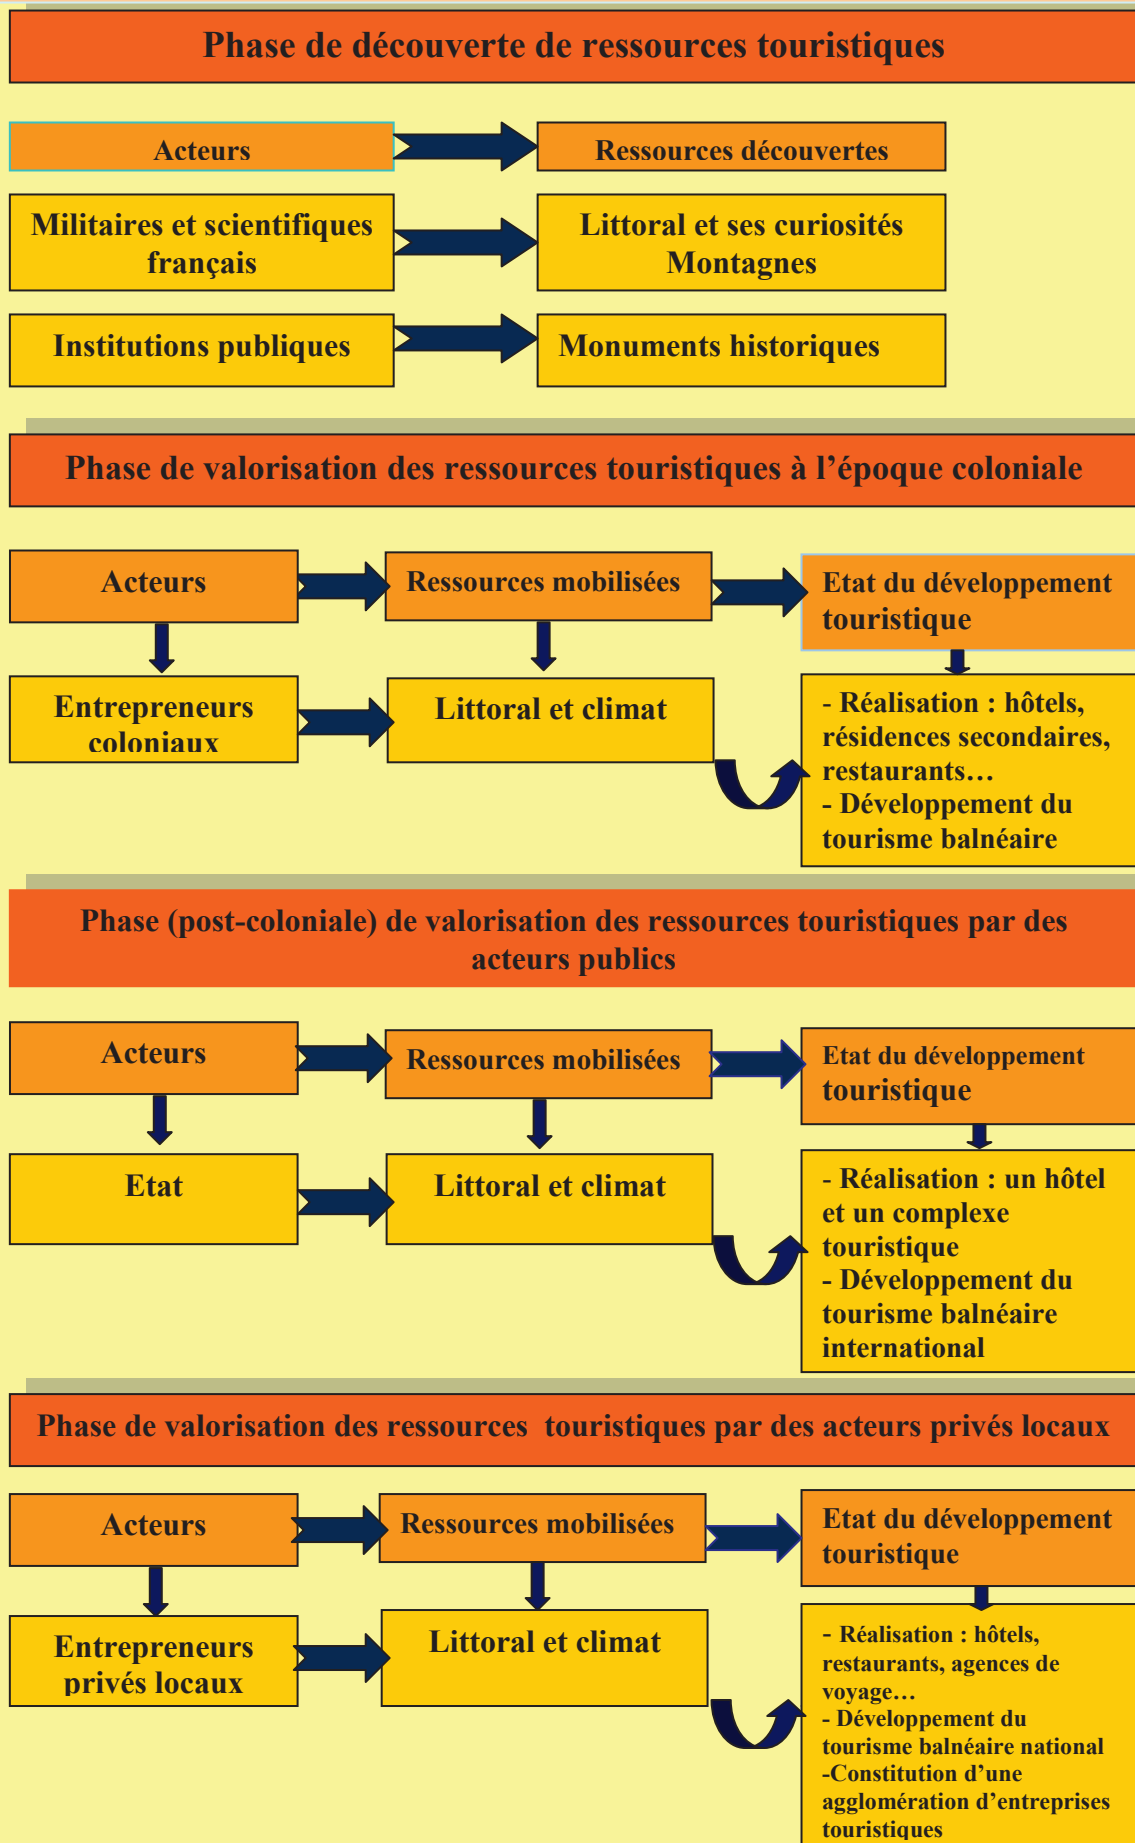 Phase de découverte de ressources touristiques
Acteurs
Ressources découvertes
Militaires et scientifiques
français
Littoral et ses curiosités
Montagnes
Institutions publiques
Monuments historiques
Phase de valorisation des ressources touristiques à l’époque coloniale
Acteurs
Ressources mobilisées
Etat du développement
touristique
Entrepreneurs
coloniaux
Littoral et climat
- Réalisation : hôtels,
résidences secondaires,
restaurants…
- Développement du
tourisme balnéaire
Phase (post-coloniale) de valorisation des ressources touristiques par des
acteurs publics
Acteurs
Ressources mobilisées
Etat du développement
touristique
Etat
Littoral et climat
- Réalisation : un hôtel
et un complexe
touristique
- Développement du
tourisme balnéaire
international
Phase de valorisation des ressources  touristiques par des acteurs privés locaux
Acteurs
Ressources mobilisées
Etat du développement
touristique
Entrepreneurs
privés locaux
Littoral et climat
- Réalisation : hôtels,
restaurants, agences de
voyage…
- Développement du
tourisme balnéaire national
-Constitution d’une
agglomération d’entreprises
touristiques